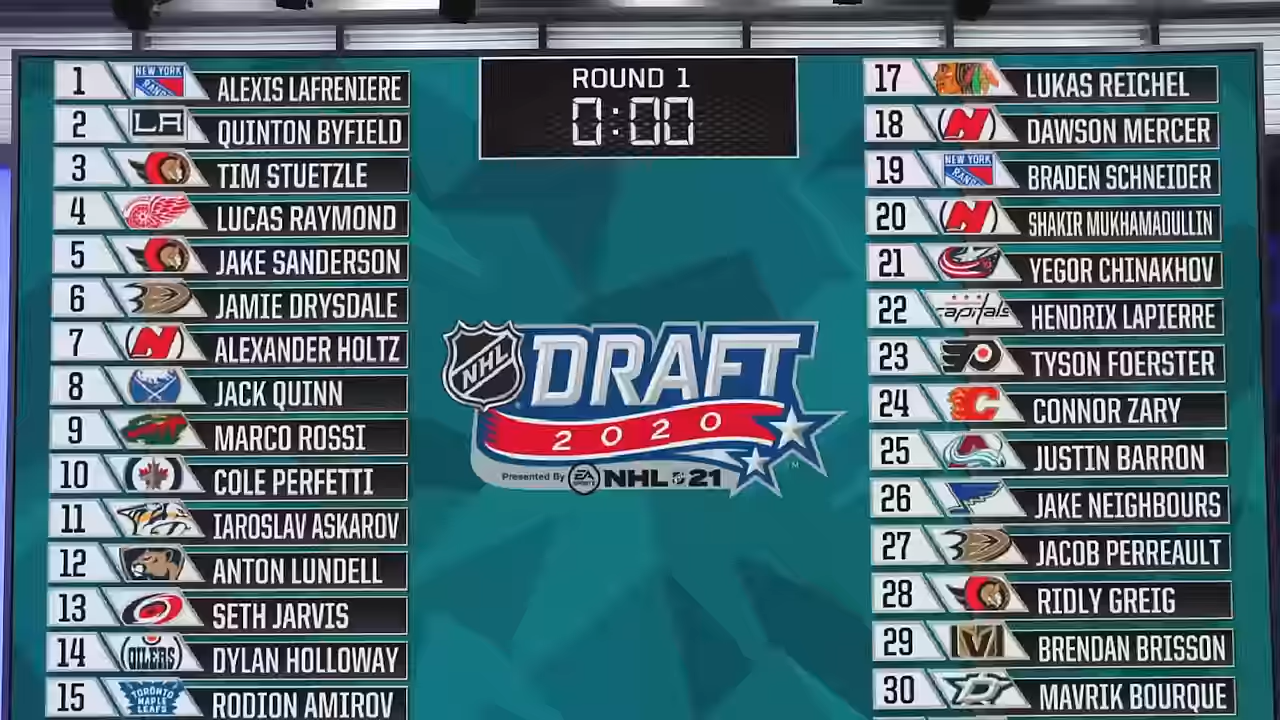 1 NEW YORK ALEXIS LAFRENIERE
2 LA QUINTON BYFIELD
3 TIM STUETZLE
4 LUCAS RAYMOND
5 JAKE SANDERSON
6 JAMIE DRYSDALE
7 ALEXANDER HOLTZ
8 JACK QUINN
9 MARCO ROSSI
10 COLE PERFETTI
11 IAROSLAV ASKAROV
12 ANTON LUNDELL
13 SETH JARVIS
14 OILERS DYLAN HOLLOWAY
15 TORONTO MAPLE LEAFS RODION AMIROV
ROUND 1
0:00
NHL DRAFT
2020
Presented By EA SPORTS NHL 21
TM
17 LUKAS REICHEL
18 DAWSON MERCER
19 NEW YORK BRADEN SCHNEIDER
20 SHAKIR MUKHAMADULLIN
21 YEGOR CHINAKHOV
22 capitals HENDRIX LAPIERRE
23 TYSON FOERSTER
24 CONNOR ZARY
25 JUSTIN BARRON
26 JAKE NEIGHBOURS
27 JACOB PERREAULT
28 RIDLY GREIG
29 BRENDAN BRISSON
30 MAVRIK BOURQUE